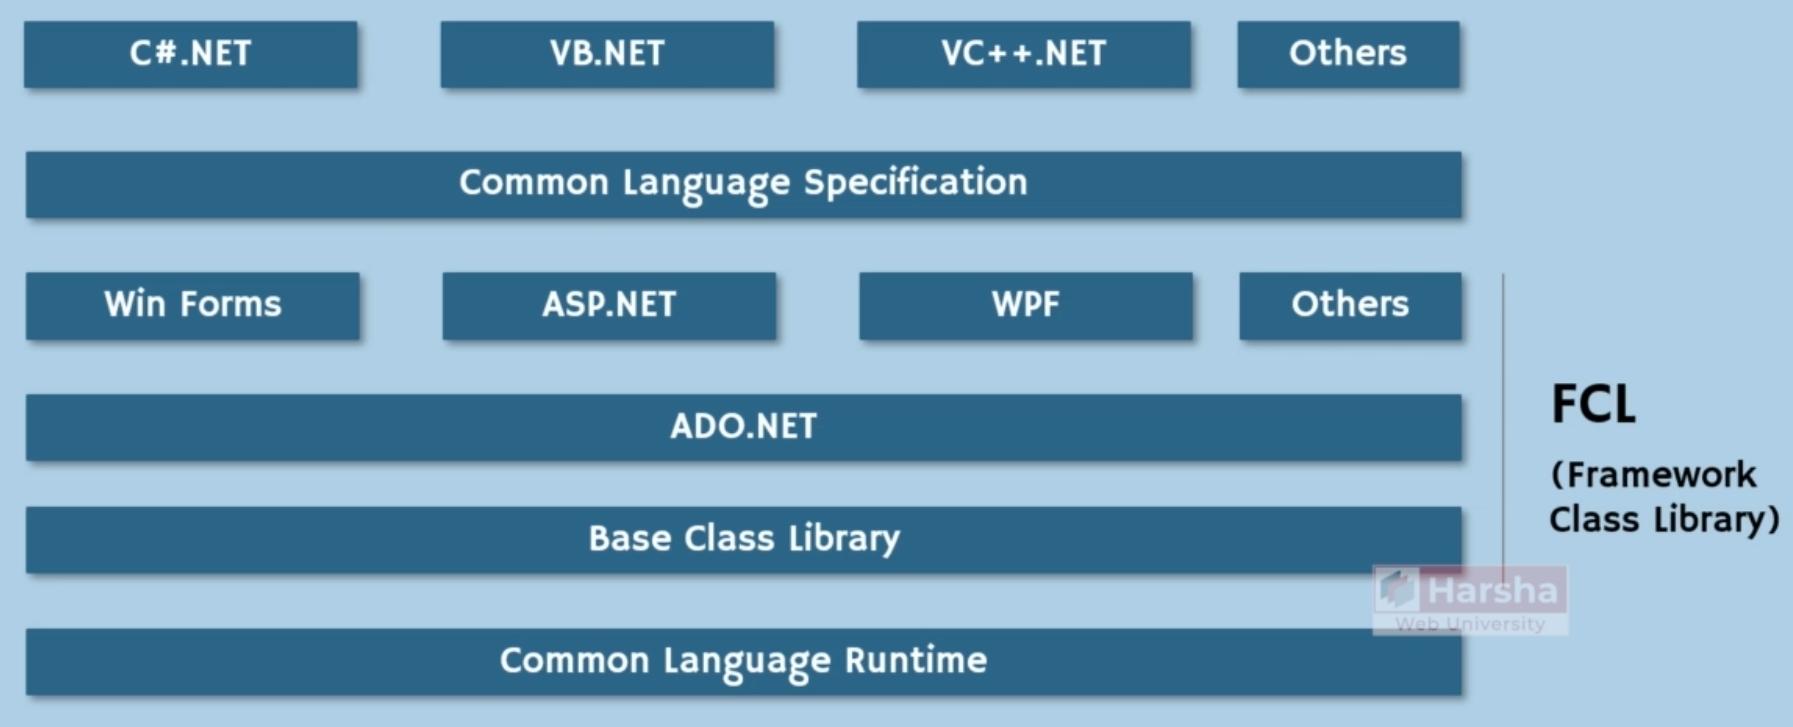 C#.NET
VB.NET
VC++.NET
Others
Common Language Specification
Win Forms
ASP.NET
WPF
Others
ADO.NET
Base Class Library
Common Language Runtime
FCL
(Framework
Class Library)
Harsha
Web University